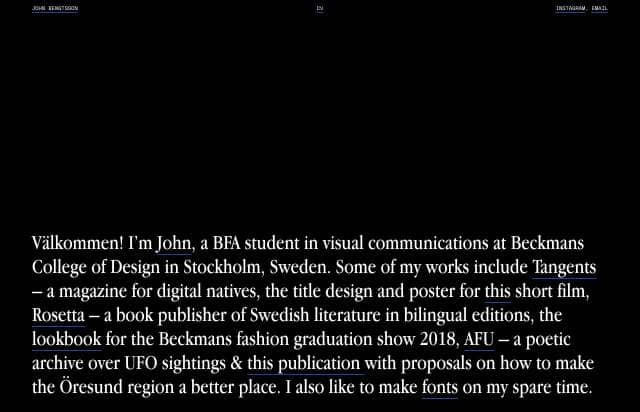 JOHN BENGTSSON
CV
INSTAGRAM, EMAIL
Välkommen! I'm John, a BFA student in visual communications at Beckmans
College of Design in Stockholm, Sweden. Some of my works include Tangents
– a magazine for digital natives, the title design and poster for this short film,
Rosetta – a book publisher of Swedish literature in bilingual editions, the
lookbook for the Beckmans fashion graduation show 2018, AFU – a poetic
archive over UFO sightings & this publication with proposals on how to make
the Öresund region a better place. I also like to make fonts on my spare time.